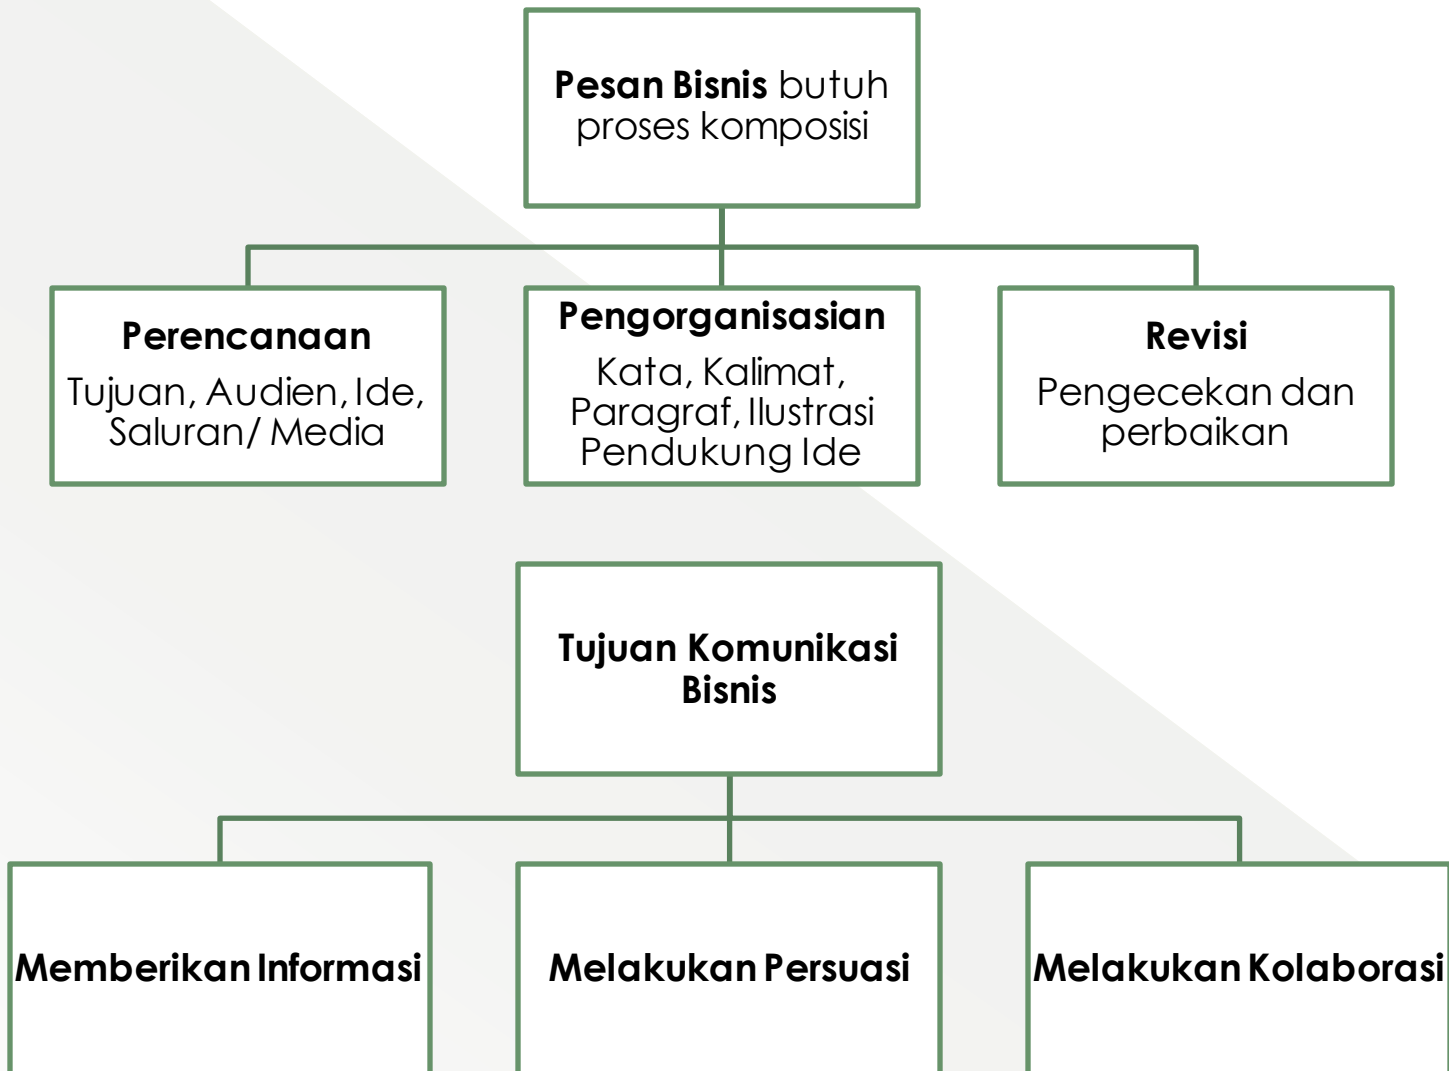 Pesan Bisnis butuh
proses komposisi
Perencanaan
Tujuan, Audien, Ide,
Saluran/ Media
Pengorganisasian
Kata, Kalimat,
Paragraf, Ilustrasi
Pendukung Ide
Revisi
Pengecekan dan
perbaikan
Tujuan Komunikasi
Bisnis
Memberikan Informasi
Melakukan Persuasi
Melakukan Kolaborasi